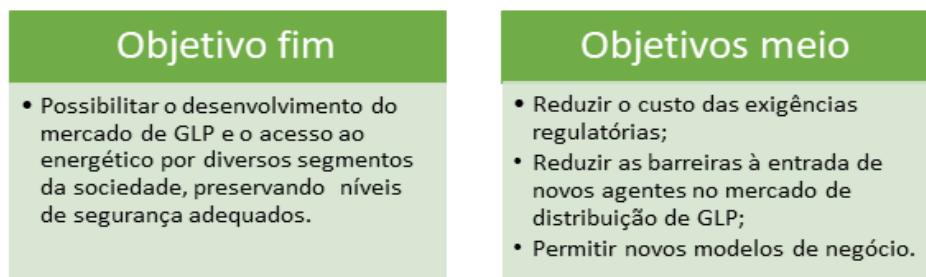 Objetivo fim
• Possibilitar o desenvolvimento do
mercado de GLP e o acesso ao
energético por diversos segmentos
da sociedade, preservando níveis
de segurança adequados.
Objetivos meio
• Reduzir o custo das exigências
regulatórias;
• Reduzir as barreiras à entrada de
novos agentes no mercado de
distribuição de GLP;
• Permitir novos modelos de negócio.